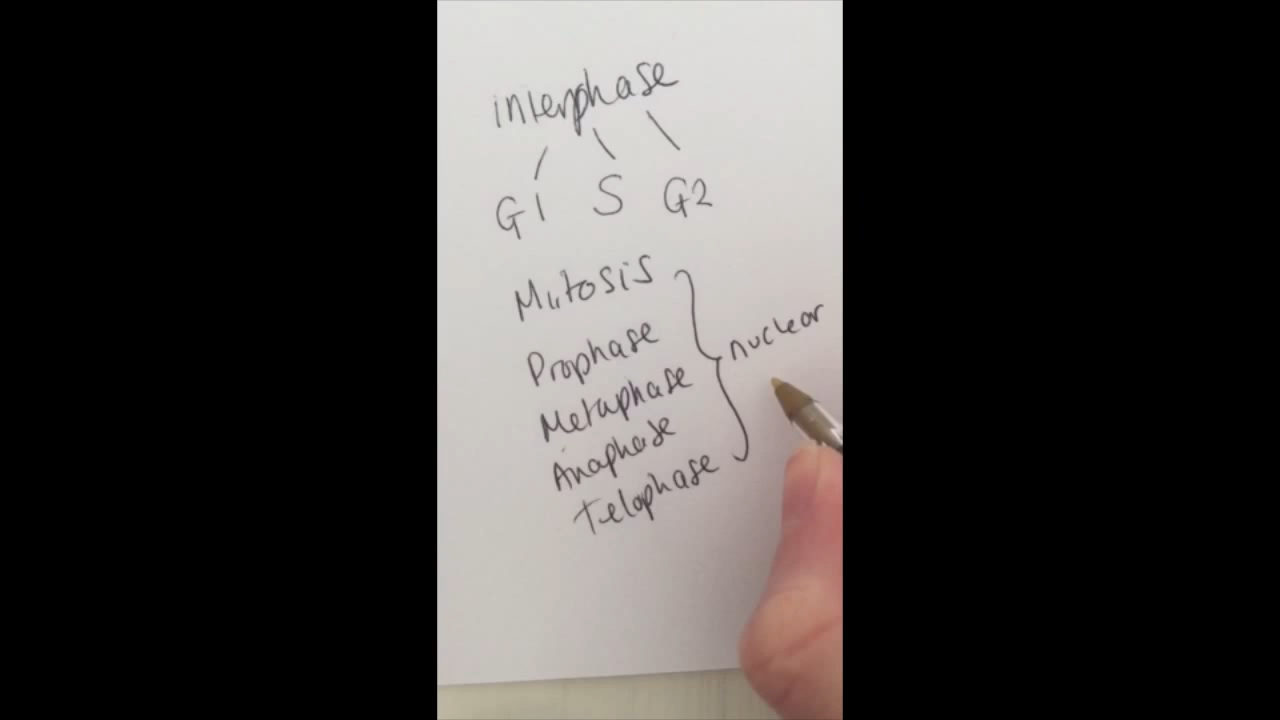 interphase
G1 S G2
Mitosis
Prophase
Metaphase
Anaphase
Telophase
nuclear